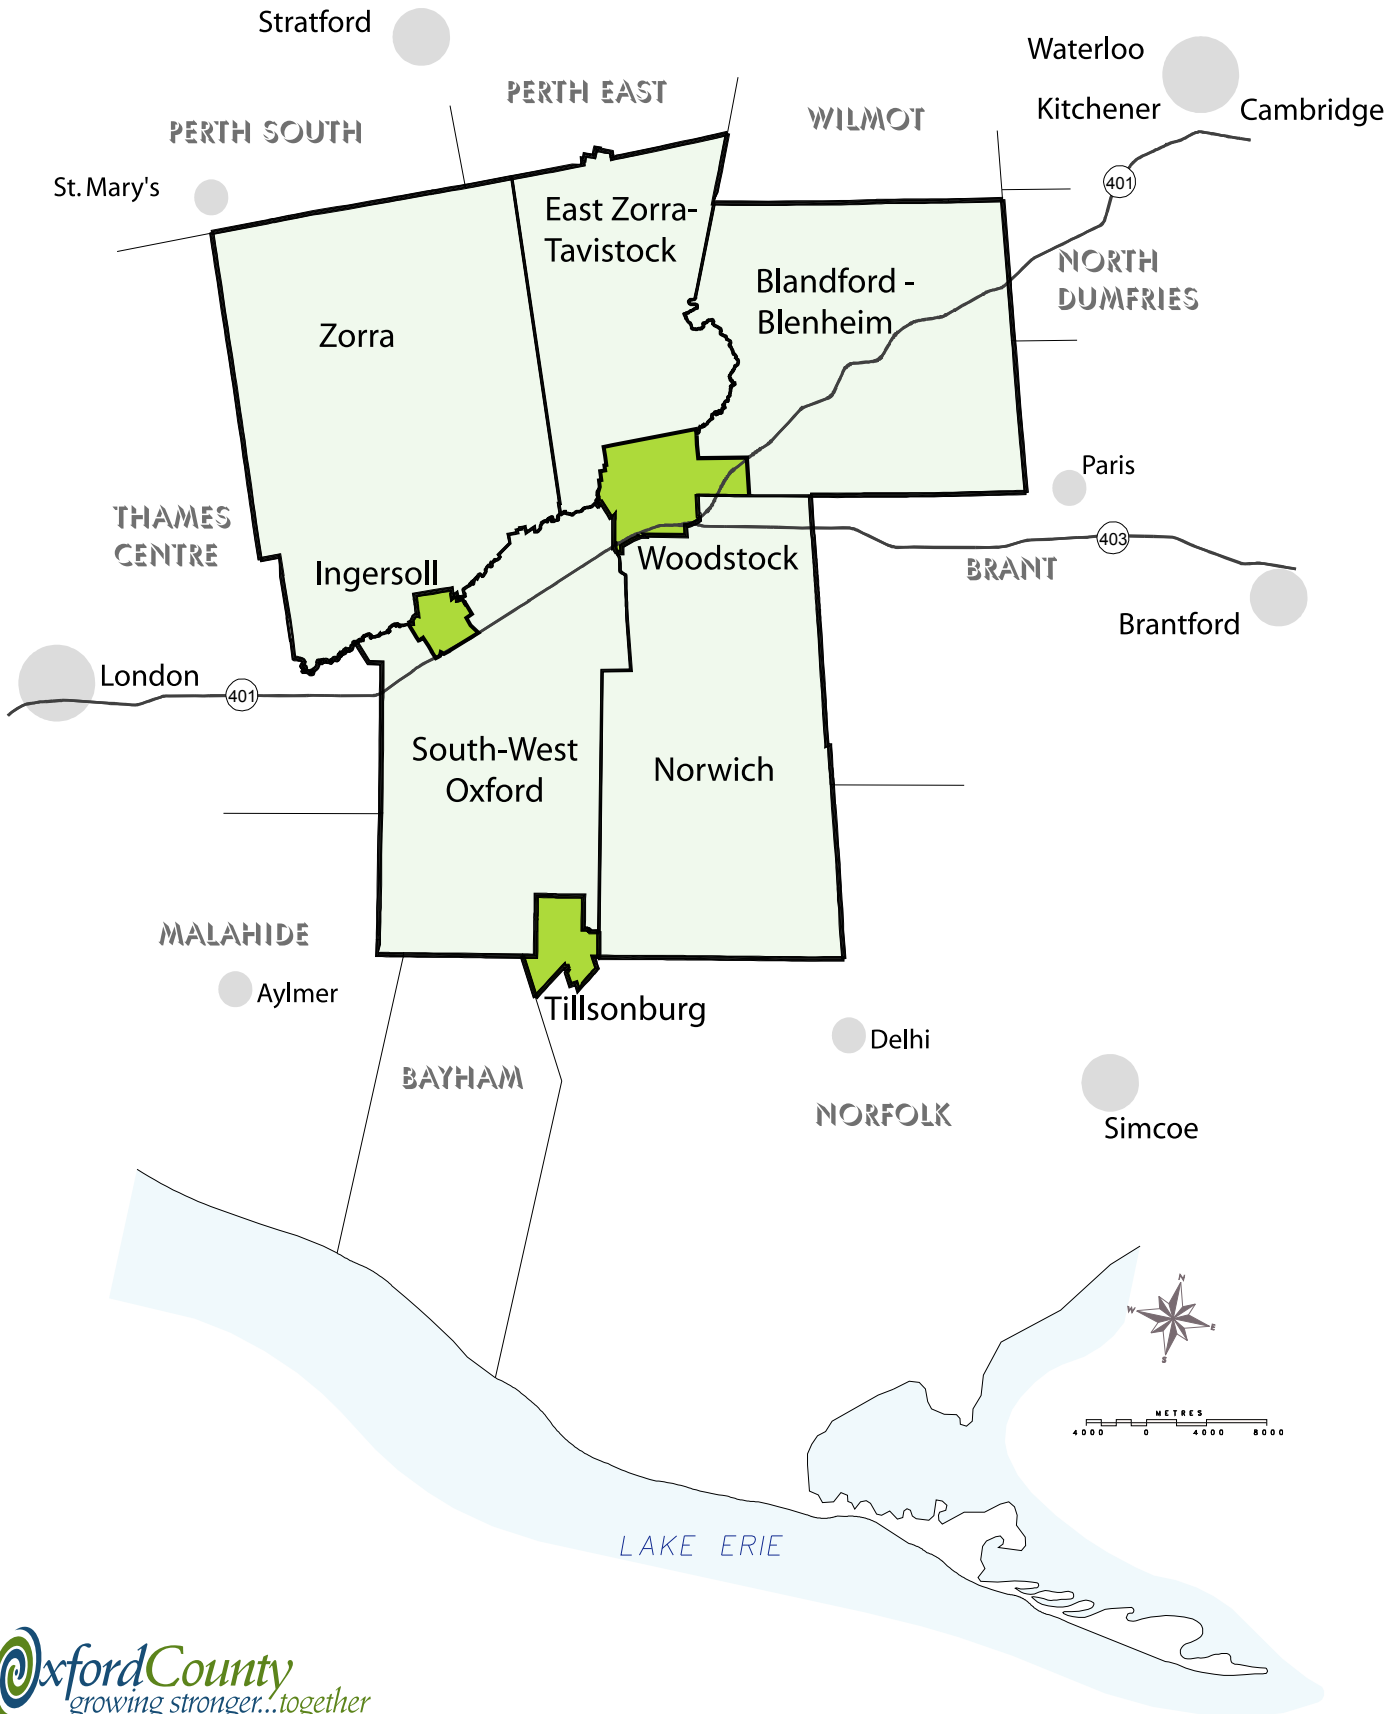 Stratford
Waterloo
Kitchener
Cambridge
PERTH EAST
WILMOT
PERTH SOUTH
401
St. Mary's
East Zorra-
Tavistock
NORTH
DUMFRIES
Blandford -
Blenheim
Zorra
Paris
THAMES
CENTRE
403
Woodstock
BRANT
Ingersoll
Brantford
London
401
South-West
Oxford
Norwich
MALAHIDE
Aylmer
Tillsonburg
Delhi
BAYHAM
NORFOLK
Simcoe
N
W
E
S
METRES
4000 0 4000 8000
LAKE ERIE
OxfordCounty
growing stronger...together